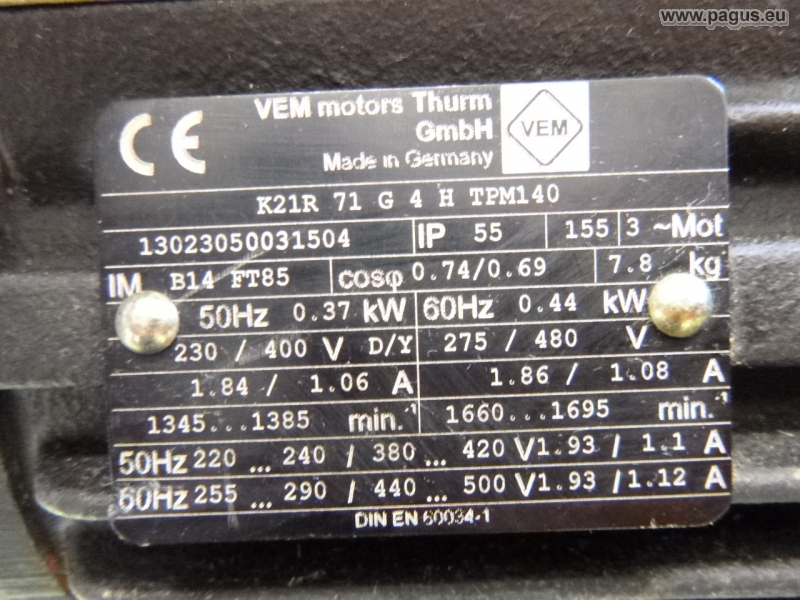 www.pagus.eu
CE
VEM motors Thurm
GmbH
VEM
Made in Germany
K21R 71 G 4 H TPM140
13023050031504 IP 55 155 3 ~Mot
IM B14 FT85 cosφ 0.74/0.69 7.8 kg
50Hz 0.37 kW 60Hz 0.44 kW
230 / 400 V D/Y 275 / 480 V
1.84 / 1.06 A 1.86 / 1.08 A
1345...1385 min.⁻¹ 1660...1695 min.⁻¹
50Hz 220 ... 240 / 380 ... 420 V 1.93 / 1.1 A
60Hz 255 ... 290 / 440 ... 500 V 1.93 / 1.12 A
DIN EN 60034-1